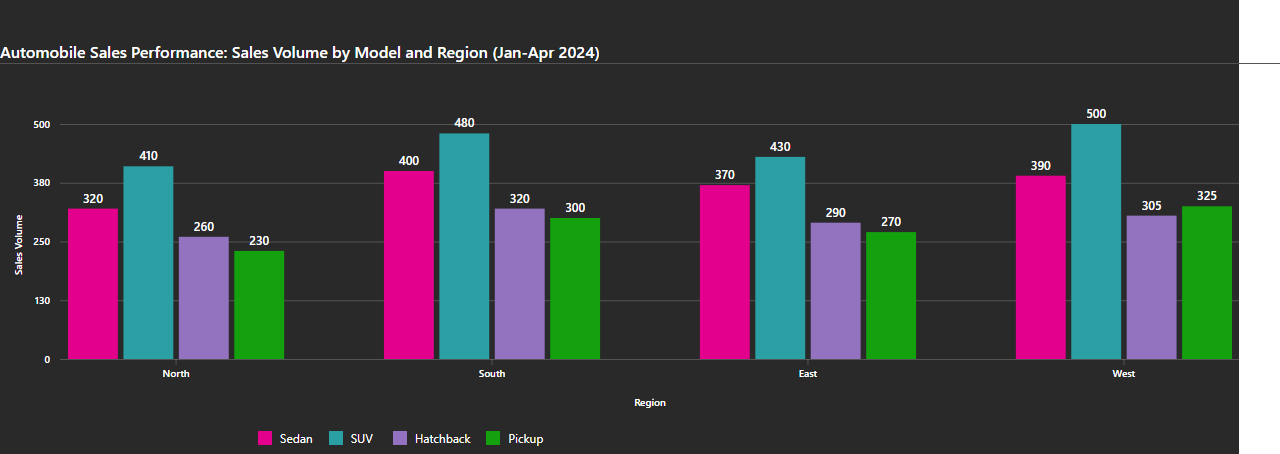 Automobile Sales Performance: Sales Volume by Model and Region (Jan-Apr 2024)
500
380
250
130
0
Sales Volume
320
410
260
230
400
480
320
300
370
430
290
270
390
500
305
325
North
South
East
West
Region
Sedan
SUV
Hatchback
Pickup